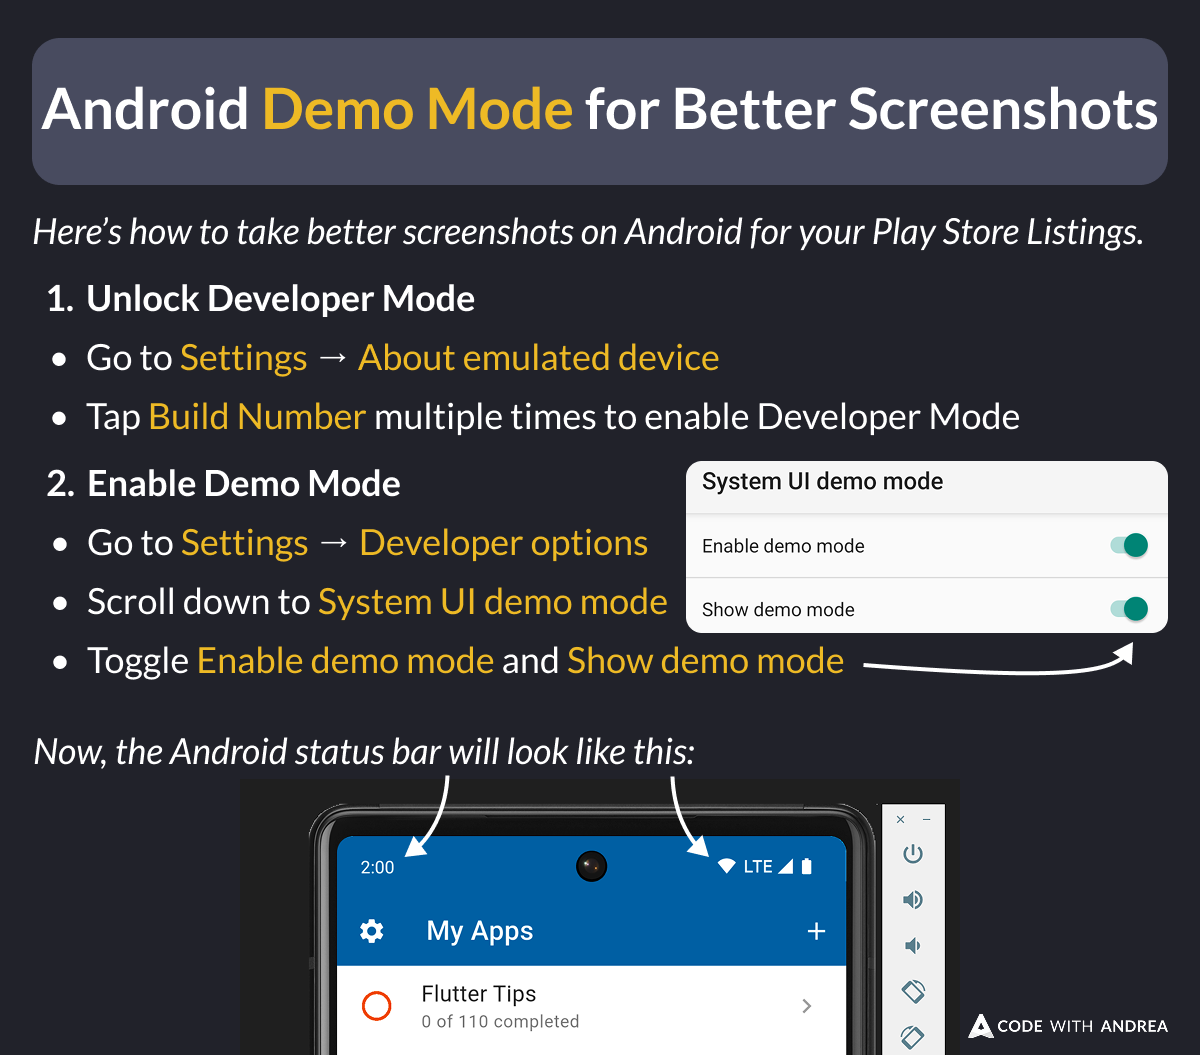 Android Demo Mode for Better Screenshots
Here’s how to take better screenshots on Android for your Play Store Listings.
1. Unlock Developer Mode
• Go to Settings → About emulated device
• Tap Build Number multiple times to enable Developer Mode
2. Enable Demo Mode
• Go to Settings → Developer options
• Scroll down to System UI demo mode
• Toggle Enable demo mode and Show demo mode
System UI demo mode
Enable demo mode
Show demo mode
Now, the Android status bar will look like this:
2:00 LTE
My Apps
Flutter Tips
0 of 110 completed
CODE WITH ANDREA